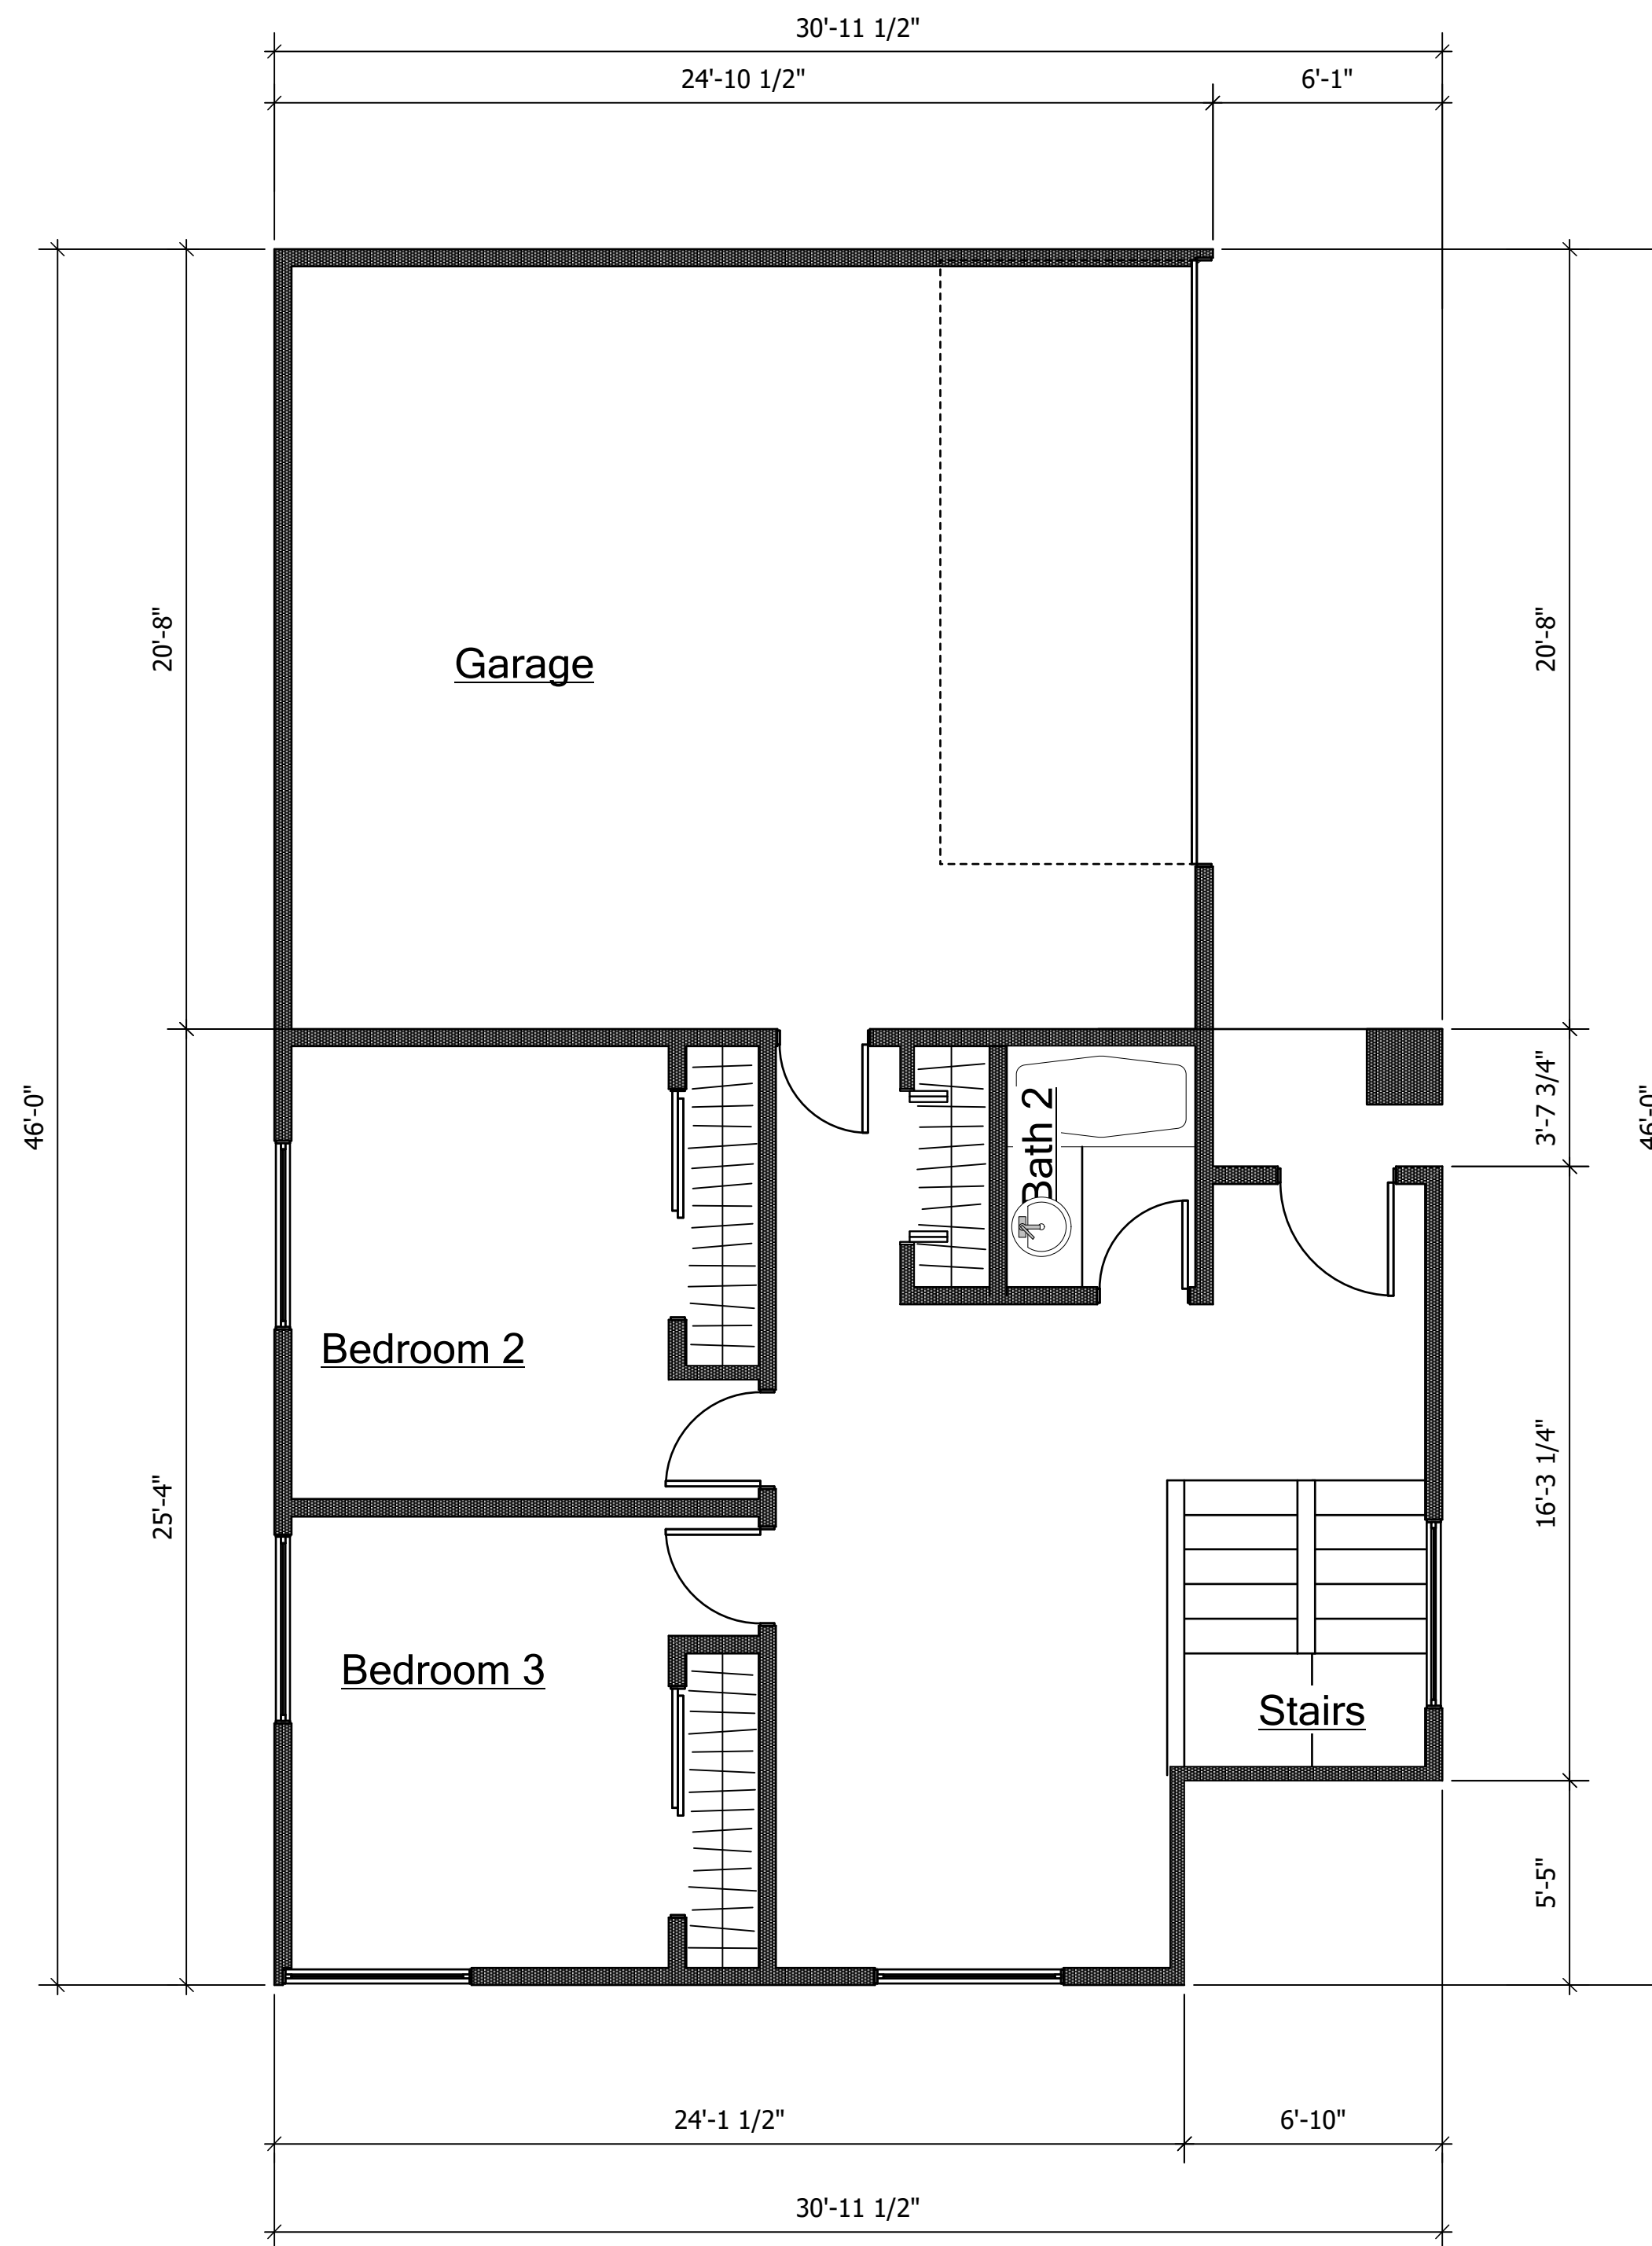 30'-11 1/2"
24'-10 1/2"
6'-1"
20'-8"
20'-8"
Garage
46'-0"
3'-7 3/4"
46'-0"
Bath 2
Bedroom 2
25'-4"
16'-3 1/4"
Bedroom 3
Stairs
5'-5"
24'-1 1/2"
6'-10"
30'-11 1/2"